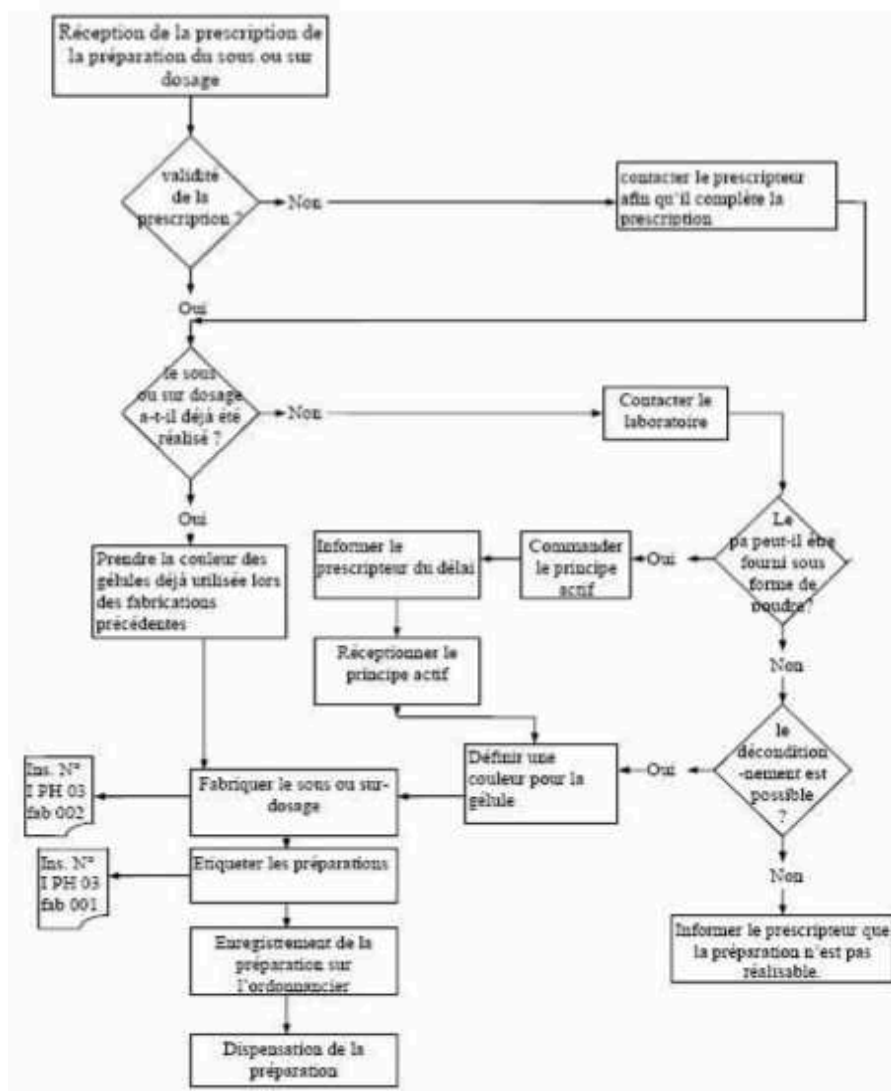 Réception de la prescription de
la préparation du sous ou sur
dosage
validité
de la
prescription ?
Non
contacter le prescripteur
afin qu'il complète la
prescription
Oui
le sous
ou sur dosage
a-t-il déjà été
réalisé ?
Non
Contacter le
laboratoire
Oui
Le
pa peut-il être
fourni sous
forme de
poudre?
Oui
Commander
le principe
actif
Informer le
prescripteur du délai
Prendre la couleur des
gélules déjà utilisée lors
des fabrications
précédentes
Réceptionner le
principe actif
Non
le
décondition
-nement est
possible
?
Oui
Définir une
couleur pour la
gélule
Fabriquer le sous ou sur-
dosage
Ins. N°
I PH 03
fab 002
Etiqueter les préparations
Ins. N°
I PH 03
fab 001
Non
Informer le prescripteur que
la préparation n'est pas
réalisable.
Enregistrement de la
préparation sur
l'ordonnancier
Dispensation de la
préparation